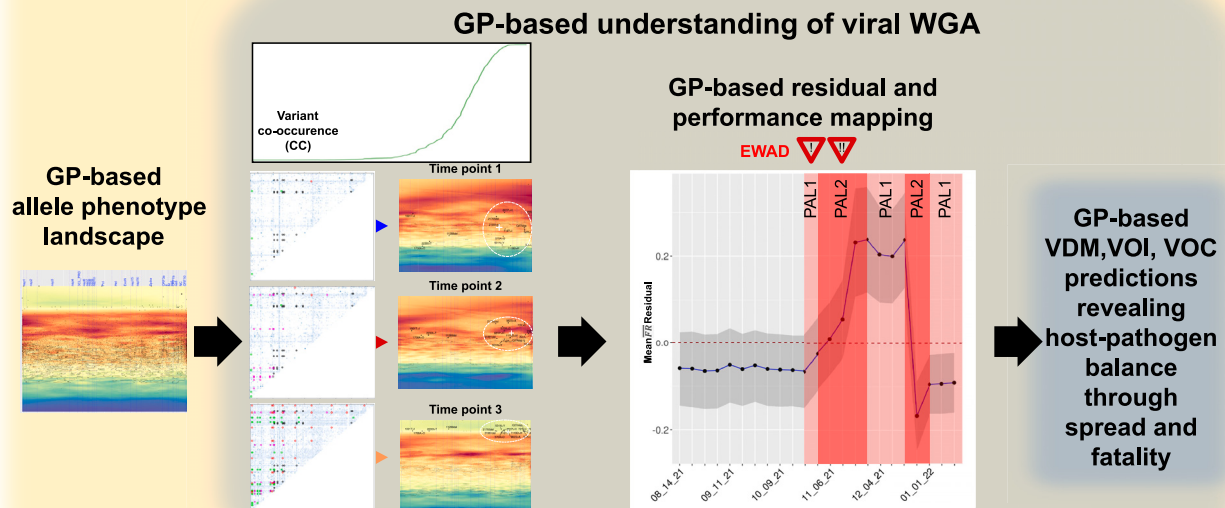 GP-based understanding of viral WGA
Variant
co-occurence
(CC)
GP-based
allele phenotype
landscape
Time point 1
Time point 2
Time point 3
GP-based residual and
performance mapping
EWAD ! !!
PAL1
PAL2
PAL1
PAL2
PAL1
Mean FR Residual
0.2
0.0
-0.2
08_14_21
09_11_21
10_09_21
11_06_21
12_04_21
01_01_22
GP-based
VDM,VOI, VOC
predictions
revealing
host-pathogen
balance
through
spread and
fatality